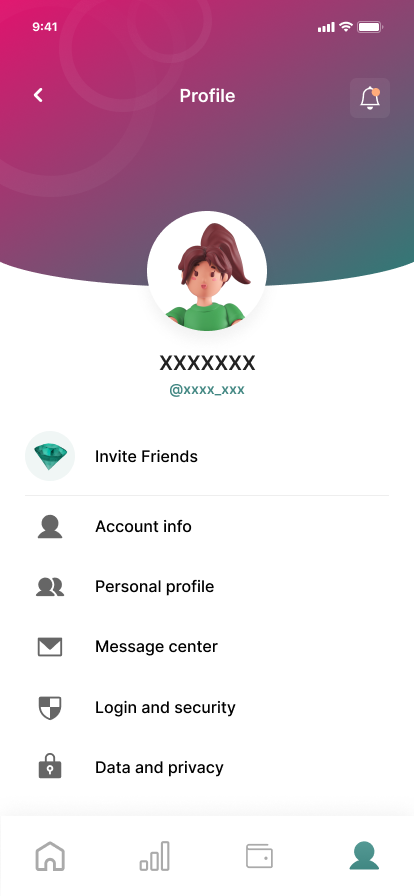 9:41
Profile
XXXXXXX
@xxxx_xxx
Invite Friends
Account info
Personal profile
Message center
Login and security
Data and privacy